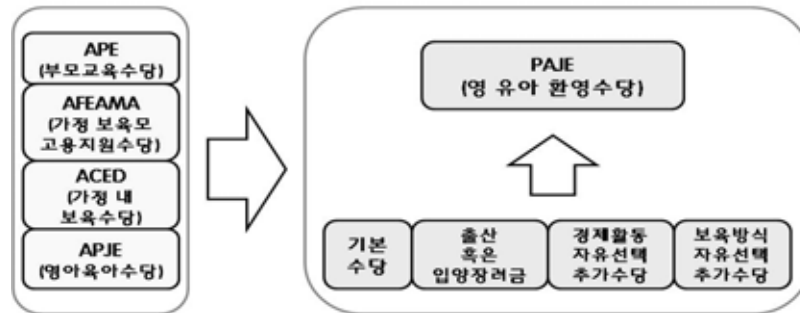 APE
(부모교육수당)
AFEAMA
(가정 보육모
고용지원수당)
ACED
(가정 내
보육수당)
APJE
(영아육아수당)
PAJE
(영 유아 환영수당)
기본
수당
출산
혹은
입양장려금
경제활동
자유선택
추가수당
보육방식
자유선택
추가수당